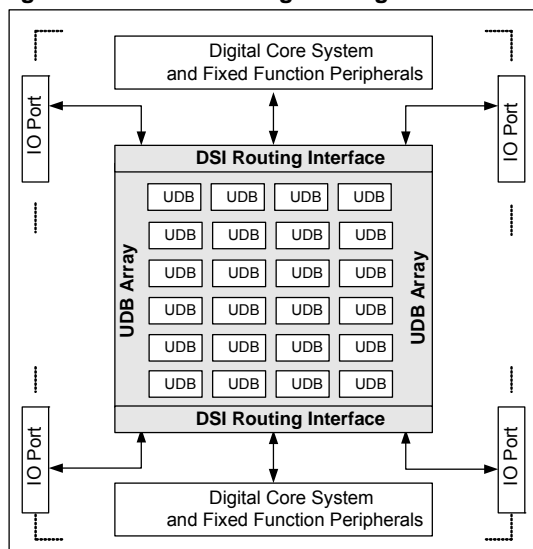 Digital Core System
and Fixed Function Peripherals
IO Port
IO Port
DSI Routing Interface
UDB UDB UDB UDB
UDB UDB UDB UDB
UDB UDB UDB UDB
UDB Array
UDB Array
UDB UDB UDB UDB
UDB UDB UDB UDB
UDB UDB UDB UDB
DSI Routing Interface
IO Port
IO Port
Digital Core System
and Fixed Function Peripherals